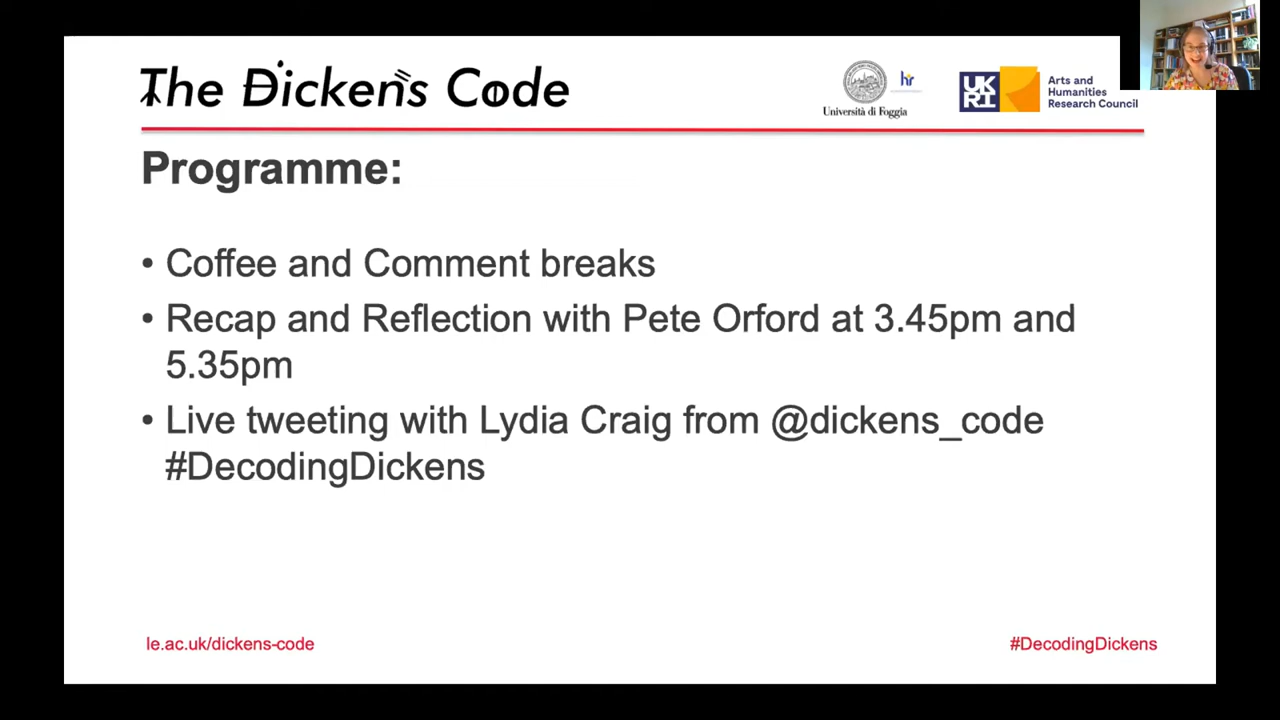 The Dickens Code
Università di Foggia
hr
UK
RI
Arts and
Humanities
Research Council
Programme:
• Coffee and Comment breaks
• Recap and Reflection with Pete Orford at 3.45pm and
5.35pm
• Live tweeting with Lydia Craig from @dickens_code
#DecodingDickens
le.ac.uk/dickens-code
#DecodingDickens